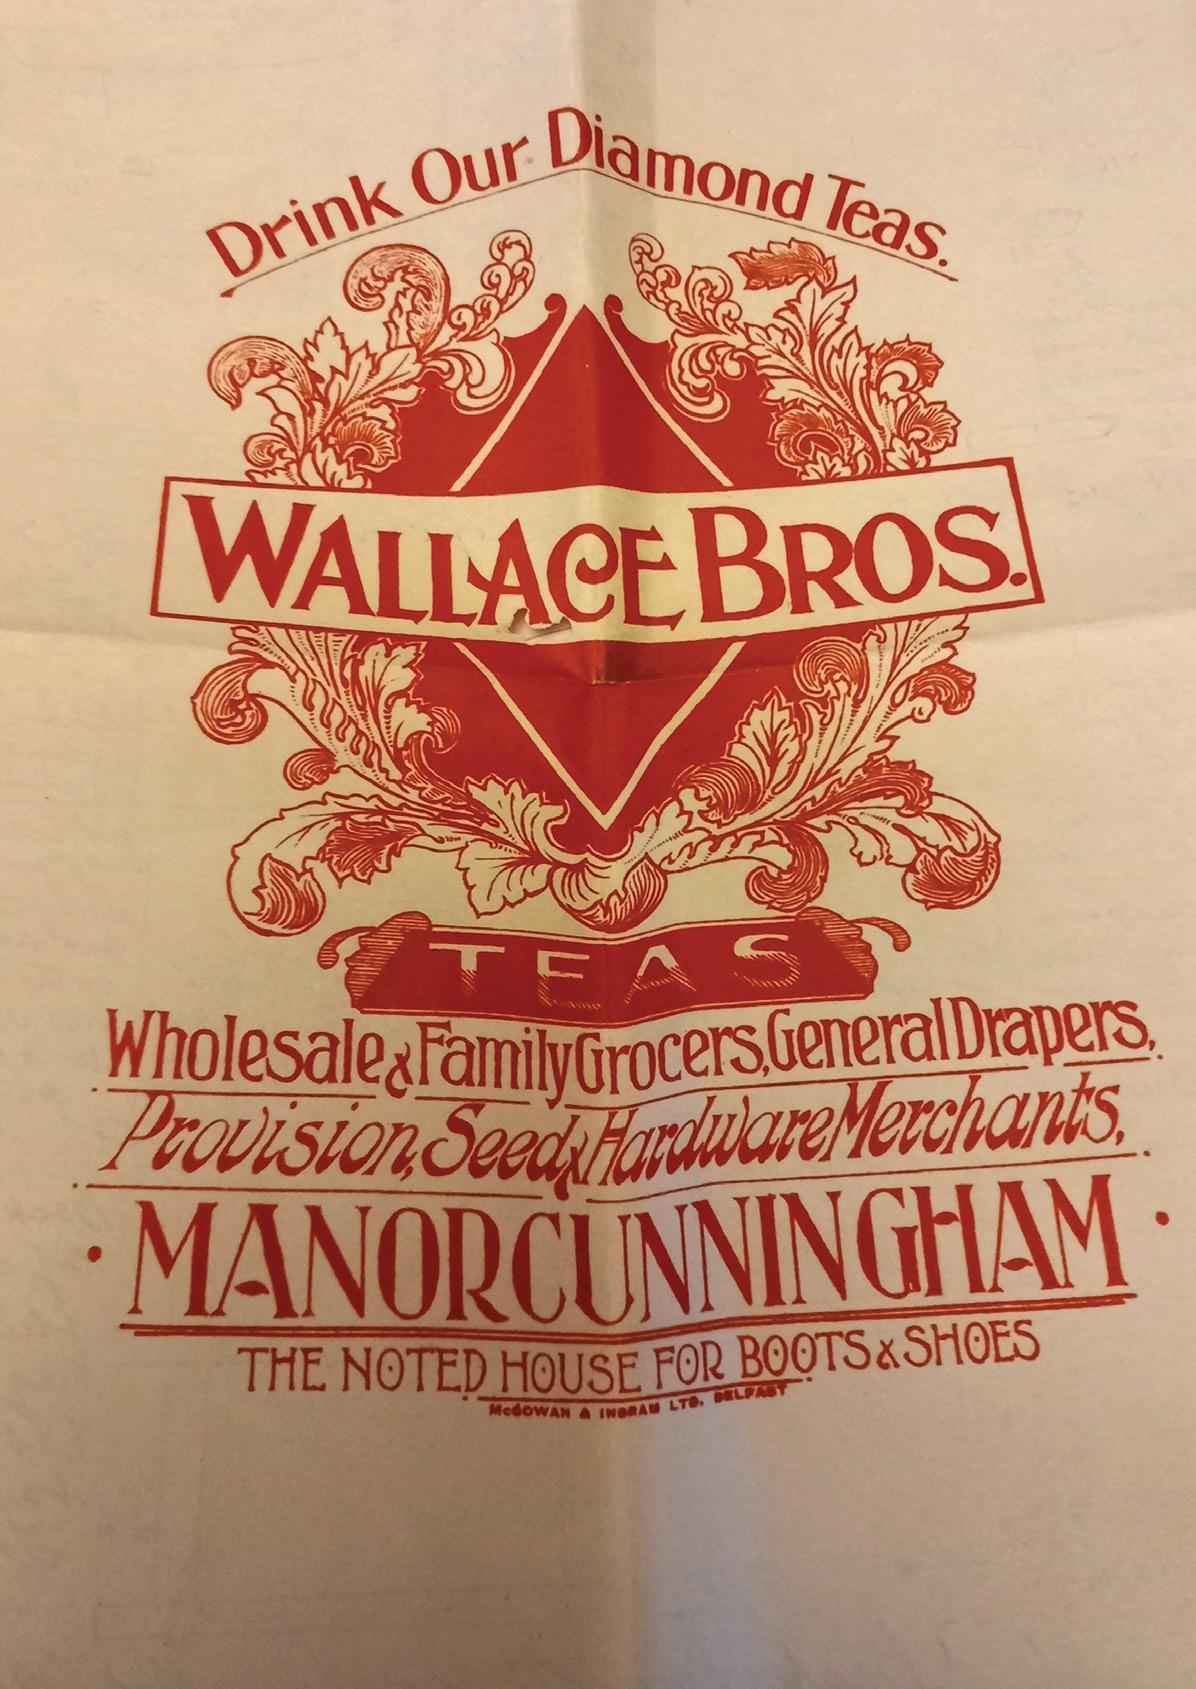 Drink Our Diamond Teas.
WALLACE BROS.
TEAS
Wholesale & Family Grocers, General Drapers,
Provision, Seed & Hardware Merchants,
· MANORCUNNINGHAM ·
THE NOTED HOUSE FOR BOOTS & SHOES
McGOWAN & INGRAM LTD. BELFAST